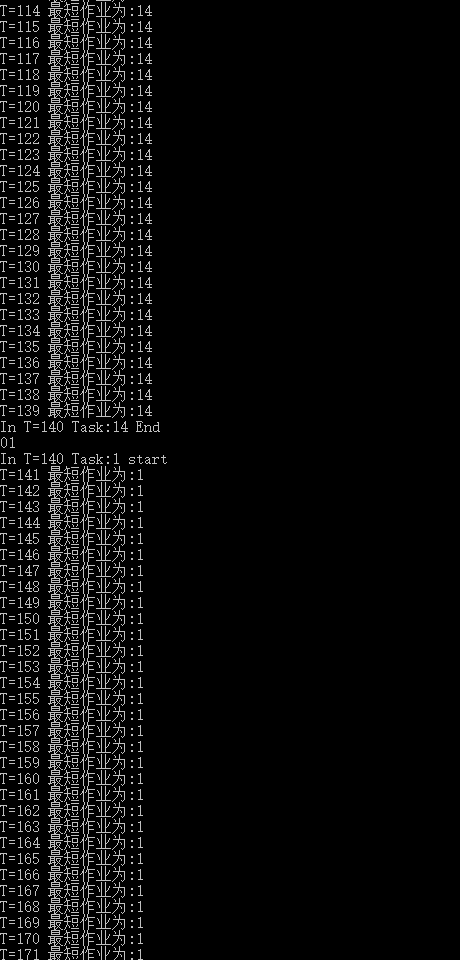 T=114 最短作业为:14
T=115 最短作业为:14
T=116 最短作业为:14
T=117 最短作业为:14
T=118 最短作业为:14
T=119 最短作业为:14
T=120 最短作业为:14
T=121 最短作业为:14
T=122 最短作业为:14
T=123 最短作业为:14
T=124 最短作业为:14
T=125 最短作业为:14
T=126 最短作业为:14
T=127 最短作业为:14
T=128 最短作业为:14
T=129 最短作业为:14
T=130 最短作业为:14
T=131 最短作业为:14
T=132 最短作业为:14
T=133 最短作业为:14
T=134 最短作业为:14
T=135 最短作业为:14
T=136 最短作业为:14
T=137 最短作业为:14
T=138 最短作业为:14
T=139 最短作业为:14
In T=140 Task:14 End
01
In T=140 Task:1 start
T=141 最短作业为:1
T=142 最短作业为:1
T=143 最短作业为:1
T=144 最短作业为:1
T=145 最短作业为:1
T=146 最短作业为:1
T=147 最短作业为:1
T=148 最短作业为:1
T=149 最短作业为:1
T=150 最短作业为:1
T=151 最短作业为:1
T=152 最短作业为:1
T=153 最短作业为:1
T=154 最短作业为:1
T=155 最短作业为:1
T=156 最短作业为:1
T=157 最短作业为:1
T=158 最短作业为:1
T=159 最短作业为:1
T=160 最短作业为:1
T=161 最短作业为:1
T=162 最短作业为:1
T=163 最短作业为:1
T=164 最短作业为:1
T=165 最短作业为:1
T=166 最短作业为:1
T=167 最短作业为:1
T=168 最短作业为:1
T=169 最短作业为:1
T=170 最短作业为:1
T=171 最短作业为:1